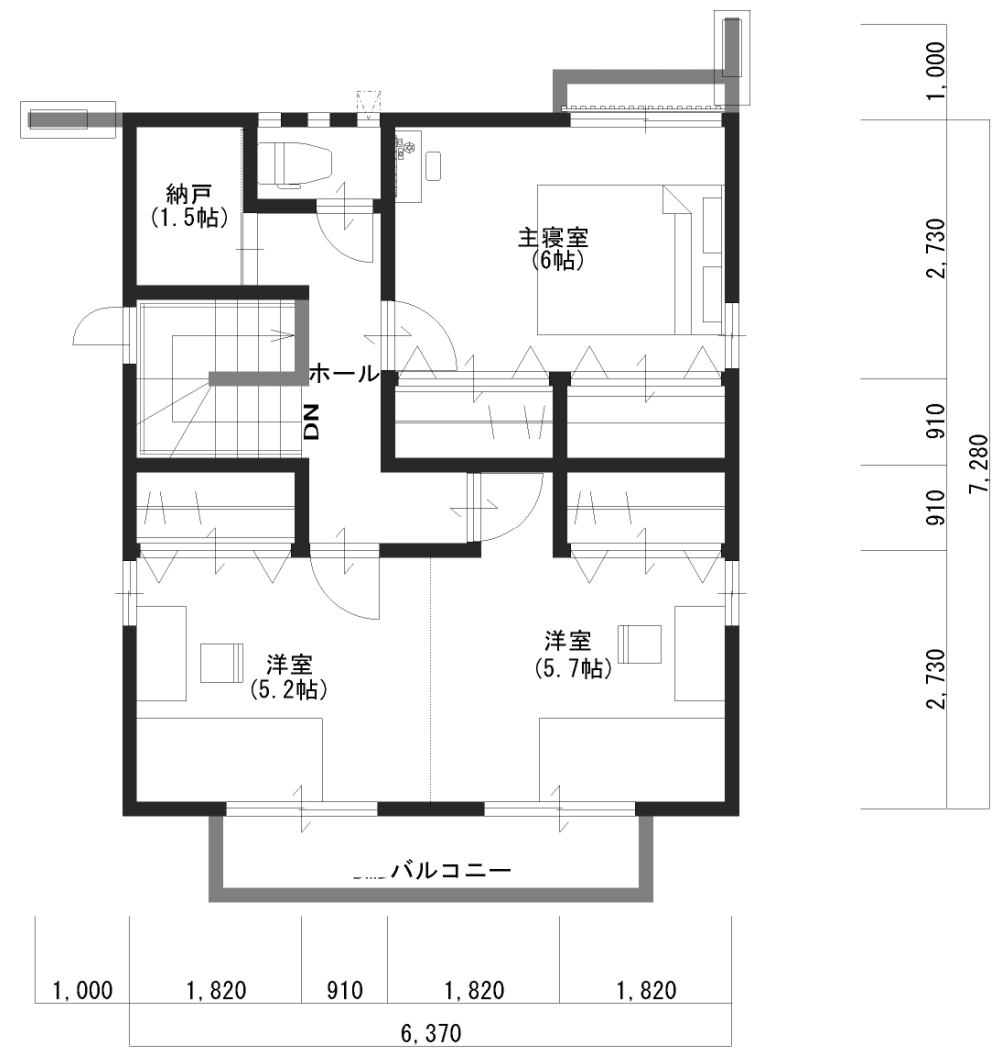 1,000
納戸
(1.5帖)
主寝室
(6帖)
2,730
ホール
DN
910
7,280
910
洋室
(5.2帖)
洋室
(5.7帖)
2,730
バルコニー
1,000
1,820
910
1,820
1,820
6,370